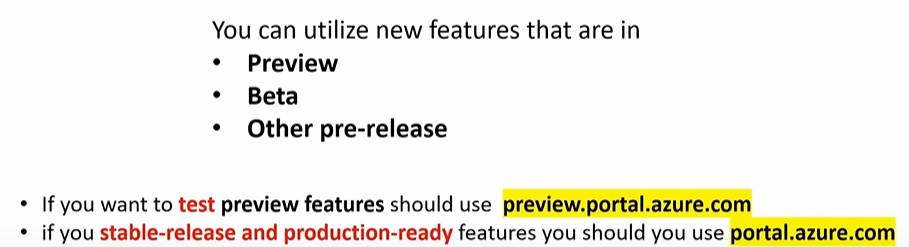 You can utilize new features that are in
• Preview
• Beta
• Other pre-release
• If you want to test preview features should use preview.portal.azure.com
• if you stable-release and production-ready features you should you use portal.azure.com